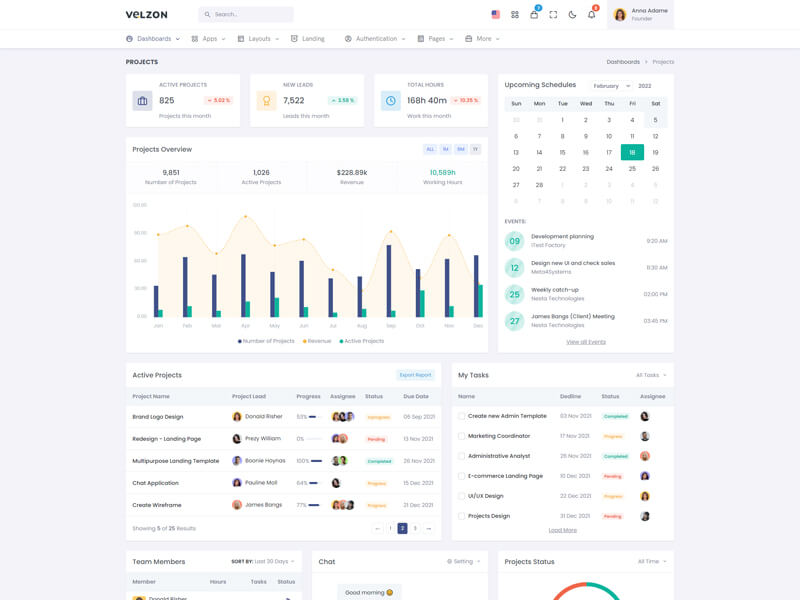 VELZON
Search...
7
5
Anna Adame
Founder
Dashboards
Apps
Layouts
Landing
Authentication
Pages
More
PROJECTS
Dashboards > Projects
ACTIVE PROJECTS
825
5.02 %
Projects this month
NEW LEADS
7,522
3.58 %
Leads this month
TOTAL HOURS
168h 40m
10.35 %
Work this month
Projects Overview
ALL 1M 6M 1Y
9,851
Number of Projects
1,026
Active Projects
$228.89k
Revenue
10,589h
Working Hours
120.00
90.00
60.00
30.00
0.00
Jan Feb Mar Apr May Jun Jul Aug Sep Oct Nov Dec
Number of Projects Revenue Active Projects
Upcoming Schedules
February 2022
Sun Mon Tue Wed Thu Fri Sat
30 31 1 2 3 4 5
6 7 8 9 10 11 12
13 14 15 16 17 18 19
20 21 22 23 24 25 26
27 28 1 2 3 4 5
6 7 8 9 10 11 12
EVENTS:
09
Development planning
iTest Factory
9:20 AM
12
Design new UI and check sales
Meta4Systems
11:30 AM
25
Weekly catch-up
Nesta Technologies
02:00 PM
27
James Bangs (Client) Meeting
Nesta Technologies
03:45 PM
View all Events
Active Projects
Export Report
Project Name Project Lead Progress Assignee Status Due Date
Brand Logo Design Donald Risher 53% Inprogress 06 Sep 2021
Redesign - Landing Page Prezy William 0% Pending 13 Nov 2021
Multipurpose Landing Template Boonie Hoynas 100% Completed 26 Nov 2021
Chat Application Pauline Moll 64% Progress 15 Dec 2021
Create Wireframe James Bangs 77% Progress 21 Dec 2021
Showing 5 of 25 Results
← 1 2 3 →
My Tasks
All Tasks
Name Dedline Status Assignee
Create new Admin Template 03 Nov 2021 Completed
Marketing Coordinator 17 Nov 2021 Progress
Administrative Analyst 26 Nov 2021 Completed
E-commerce Landing Page 10 Dec 2021 Pending
UI/UX Design 22 Dec 2021 Progress
Projects Design 31 Dec 2021 Pending
Load More
Team Members
SORT BY: Last 30 Days
Member Hours Tasks Status
Donald Risher
Chat
Setting
Good morning
Projects Status
All Time